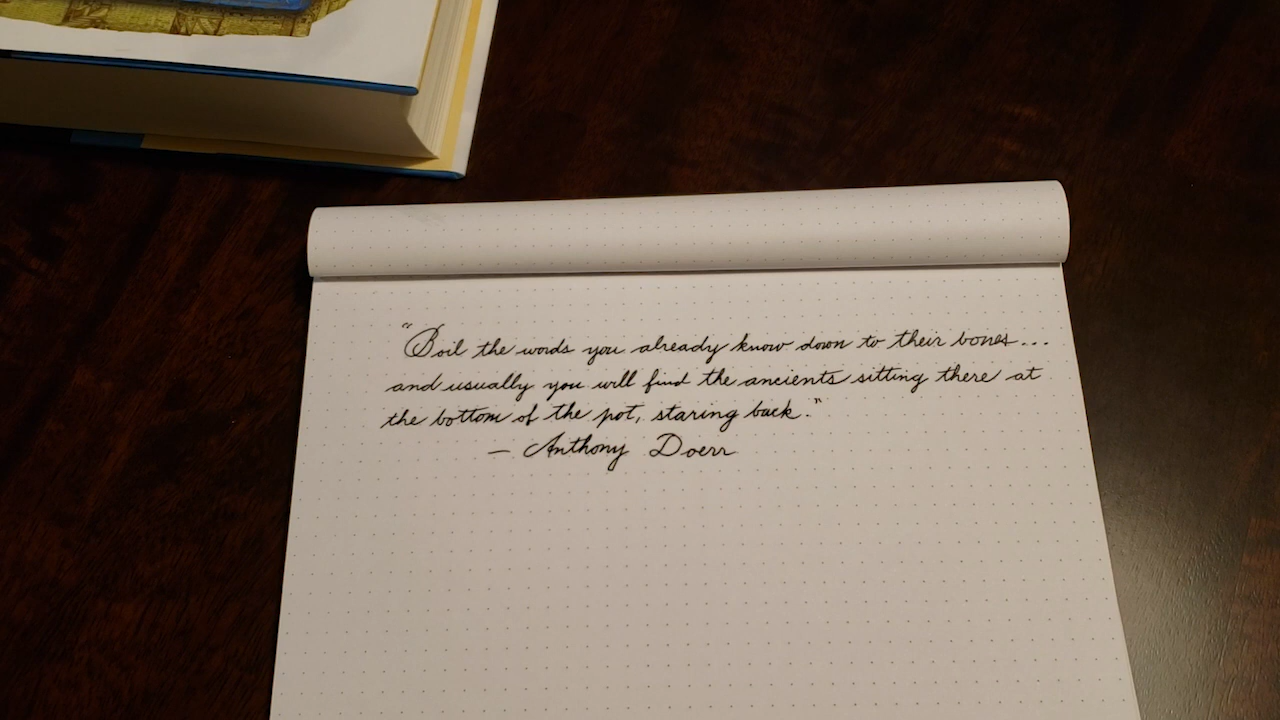 "Boil the words you already know down to their bones...
and usually you will find the ancients sitting there at
the bottom of the pot, staring back."
— Anthony Doerr